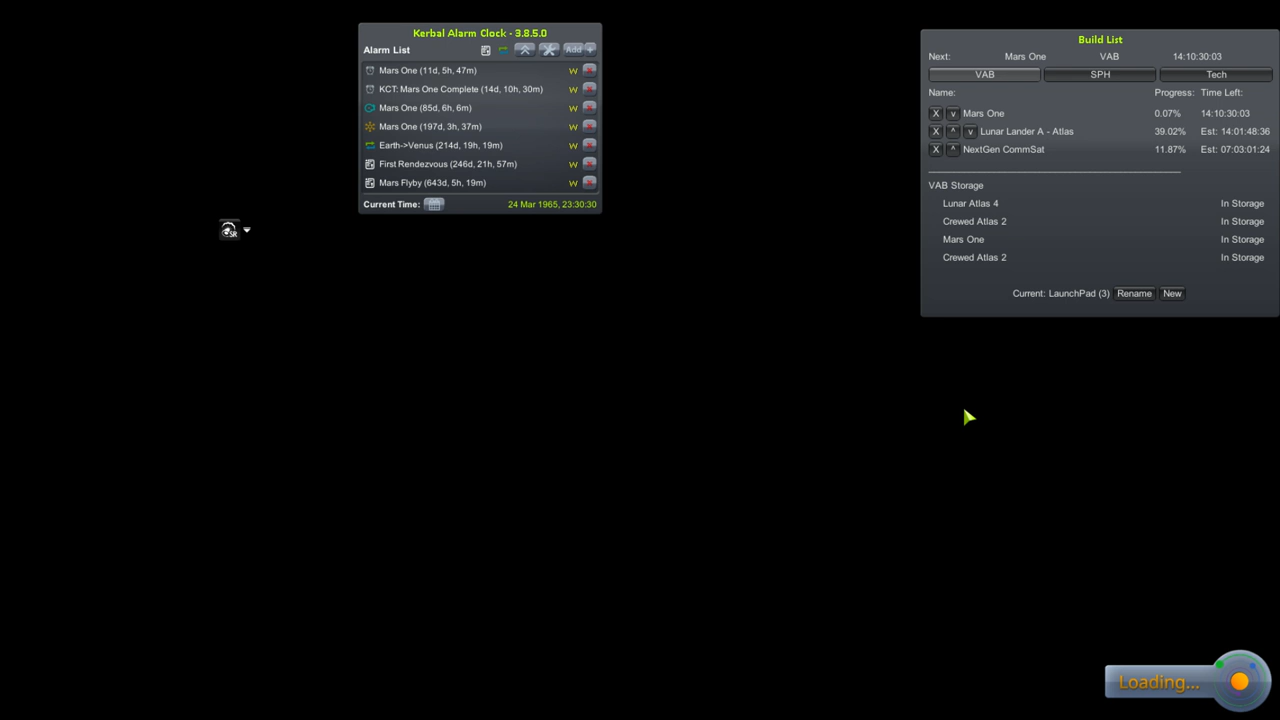 Kerbal Alarm Clock - 3.8.5.0
Alarm List Add +
Mars One (11d, 5h, 47m) W
KCT: Mars One Complete (14d, 10h, 30m) W
Mars One (85d, 6h, 6m) W
Mars One (197d, 3h, 37m) W
Earth->Venus (214d, 19h, 19m) W
First Rendezvous (246d, 21h, 57m) W
Mars Flyby (643d, 5h, 19m) W
Current Time: 24 Mar 1965, 23:30:30
SR
Build List
Next: Mars One VAB 14:10:30:03
VAB SPH Tech
Name: Progress: Time Left:
X v Mars One 0.07% 14:10:30:03
X ^ v Lunar Lander A - Atlas 39.02% Est: 14:01:48:36
X ^ NextGen CommSat 11.87% Est: 07:03:01:24
VAB Storage
Lunar Atlas 4 In Storage
Crewed Atlas 2 In Storage
Mars One In Storage
Crewed Atlas 2 In Storage
Current: LaunchPad (3) Rename New
Loading...